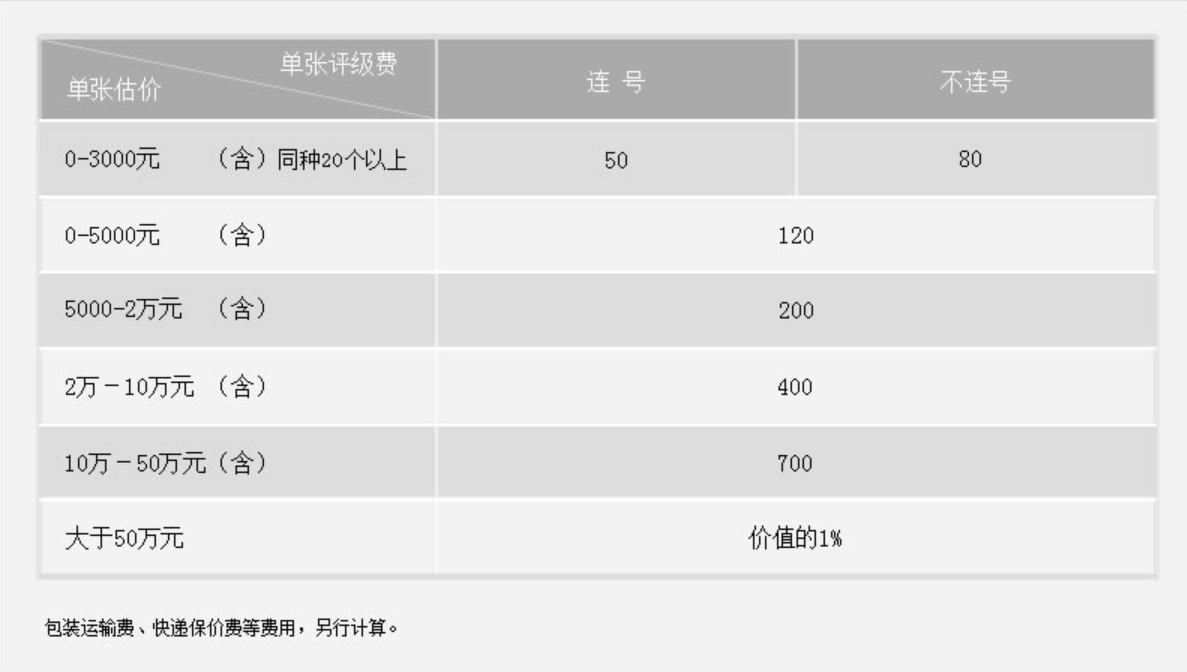 单张评级费
单张估价 连 号 不连号
0-3000元 （含）同种20个以上 50 80
0-5000元 （含） 120
5000-2万元 （含） 200
2万－10万元 （含） 400
10万－50万元（含） 700
大于50万元 价值的1%
包装运输费、快递保价费等费用，另行计算。